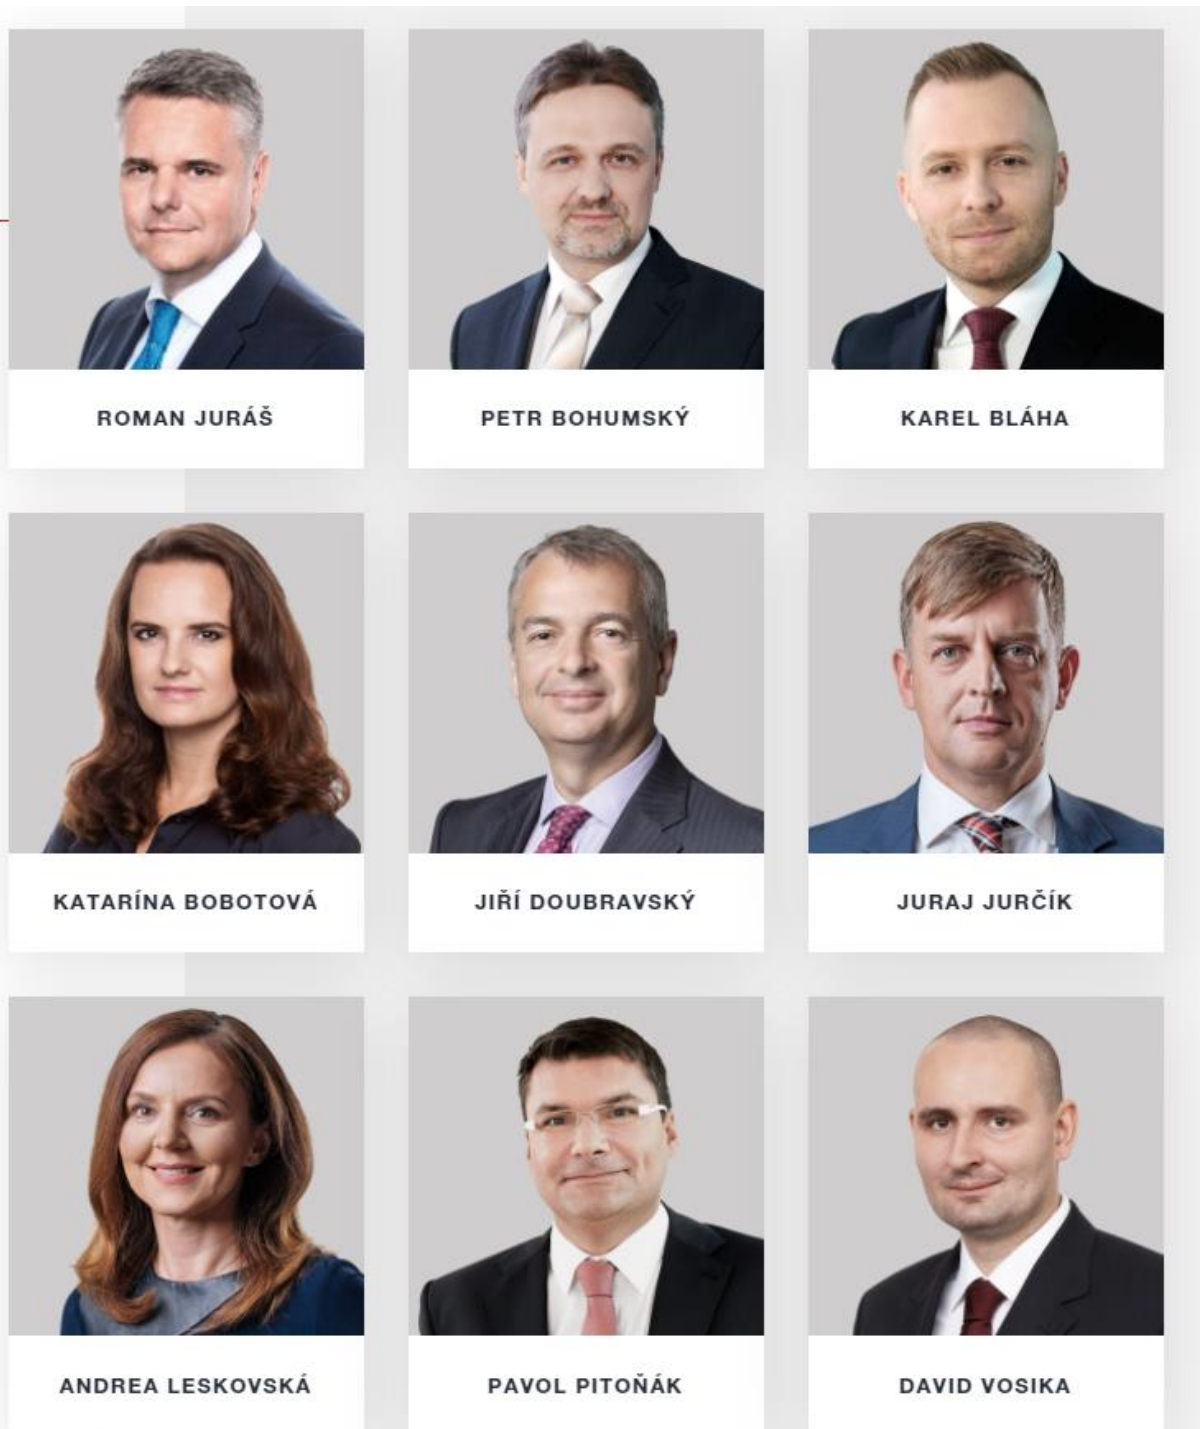 ROMAN JURÁŠ
PETR BOHUMSKÝ
KAREL BLÁHA
KATARÍNA BOBOTOVÁ
JIŘÍ DOUBRAVSKÝ
JURAJ JURČÍK
ANDREA LESKOVSKÁ
PAVOL PITOŇÁK
DAVID VOSIKA